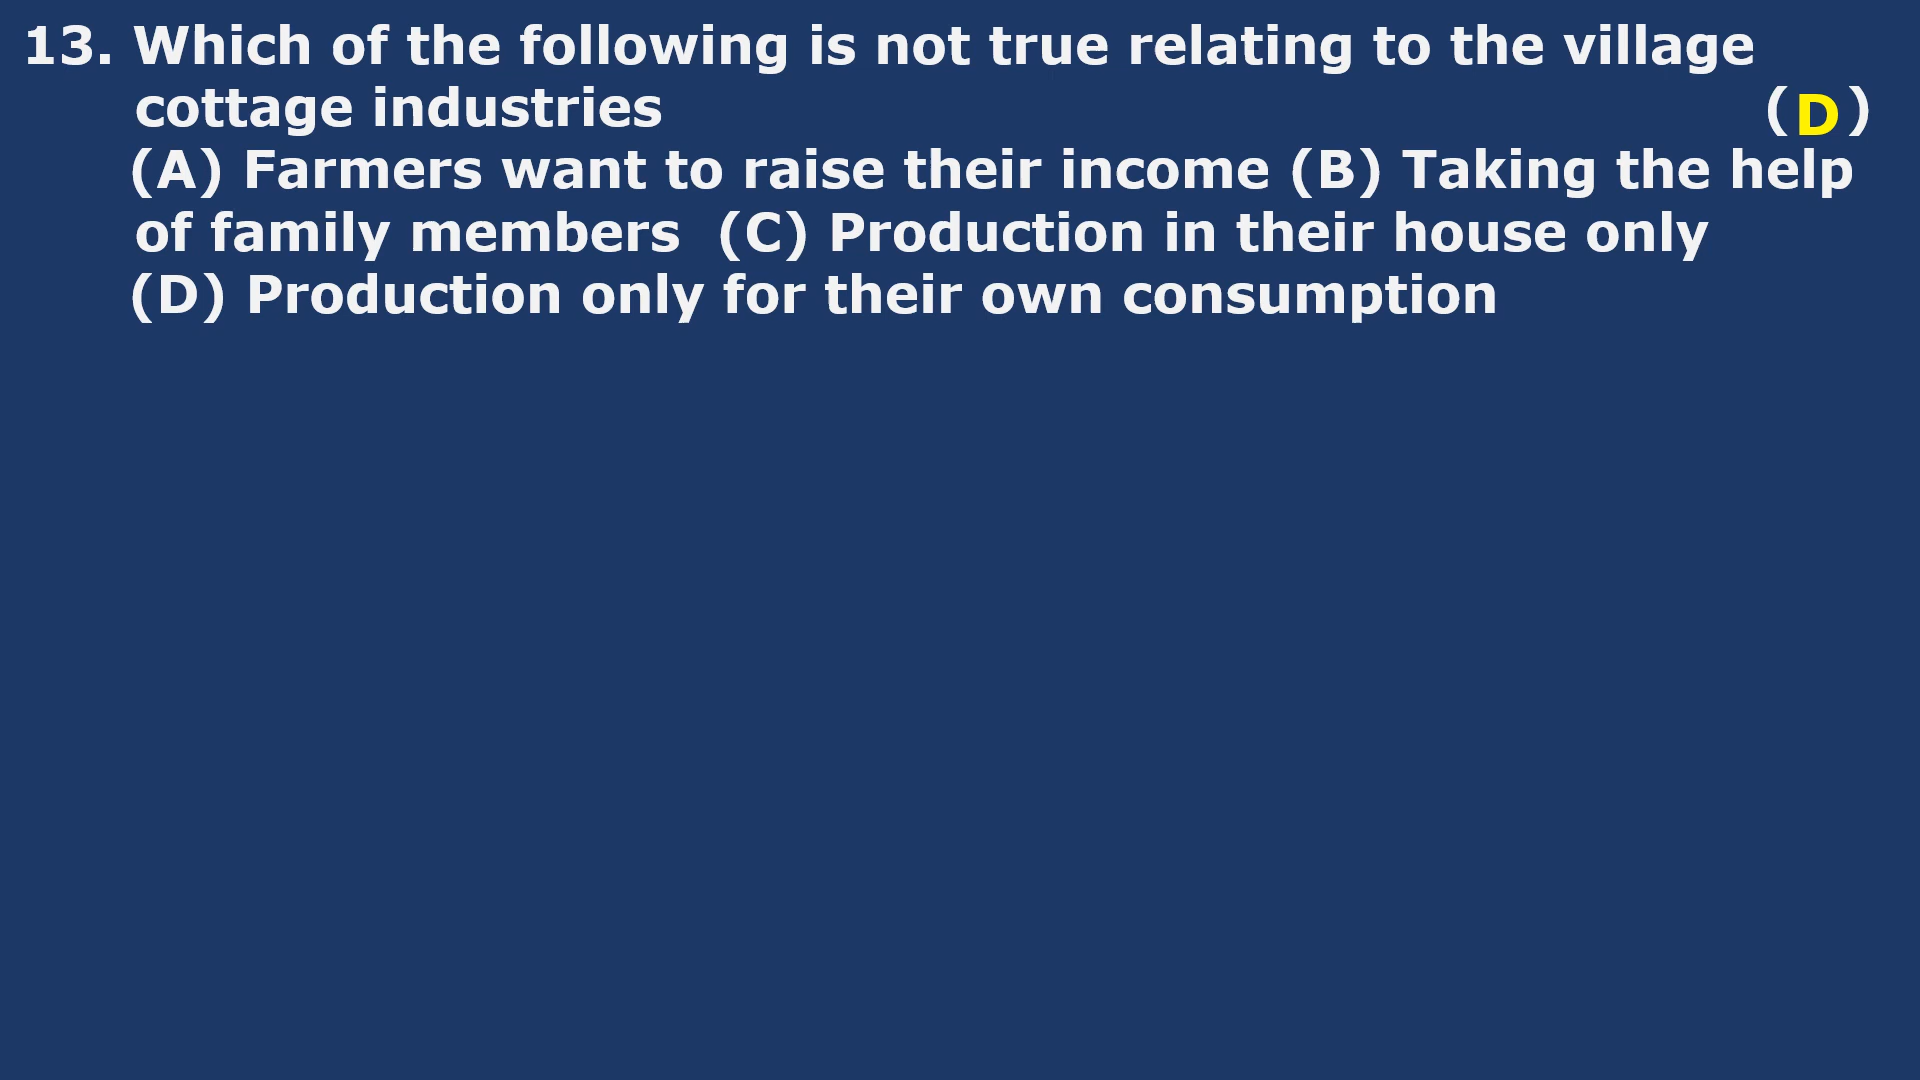 13. Which of the following is not true relating to the village
cottage industries (D)
(A) Farmers want to raise their income (B) Taking the help
of family members (C) Production in their house only
(D) Production only for their own consumption